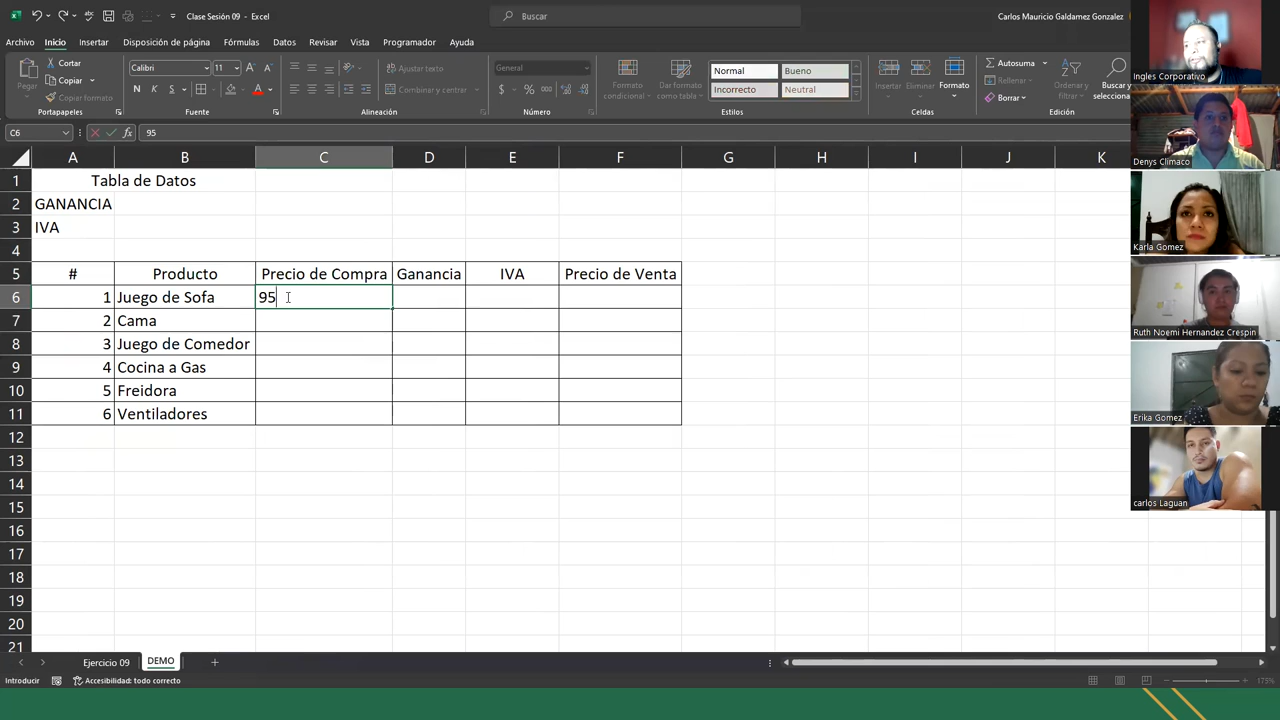 Clase Sesión 09 - Excel
Buscar
Carlos Mauricio Galdamez Gonzalez
Archivo Inicio Insertar Disposición de página Fórmulas Datos Revisar Vista Programador Ayuda
Pegar
Cortar
Copiar
Copiar formato
Portapapeles
Calibri 11
N K S
Fuente
Ajustar texto
Combinar y centrar
Alineación
General
$ % 000
Número
Formato condicional
Dar formato como tabla
Normal Bueno
Incorrecto Neutral
Estilos
Insertar Eliminar Formato
Celdas
Autosuma
Rellenar
Borrar
Ordenar y filtrar
Buscar y selecciona
Edición
C6 fx 95
A B C D E F G H I J K
1 Tabla de Datos
2 GANANCIA
3 IVA
4
5 # Producto Precio de Compra Ganancia IVA Precio de Venta
6 1 Juego de Sofa 95
7 2 Cama
8 3 Juego de Comedor
9 4 Cocina a Gas
10 5 Freidora
11 6 Ventiladores
12
13
14
15
16
17
18
19
20
21
Ejercicio 09 DEMO
Introducir Accesibilidad: todo correcto 175%
Ingles Corporativo
Denys Climaco
Karla Gomez
Ruth Noemi Hernandez Crespin
Erika Gomez
carlos Laguan